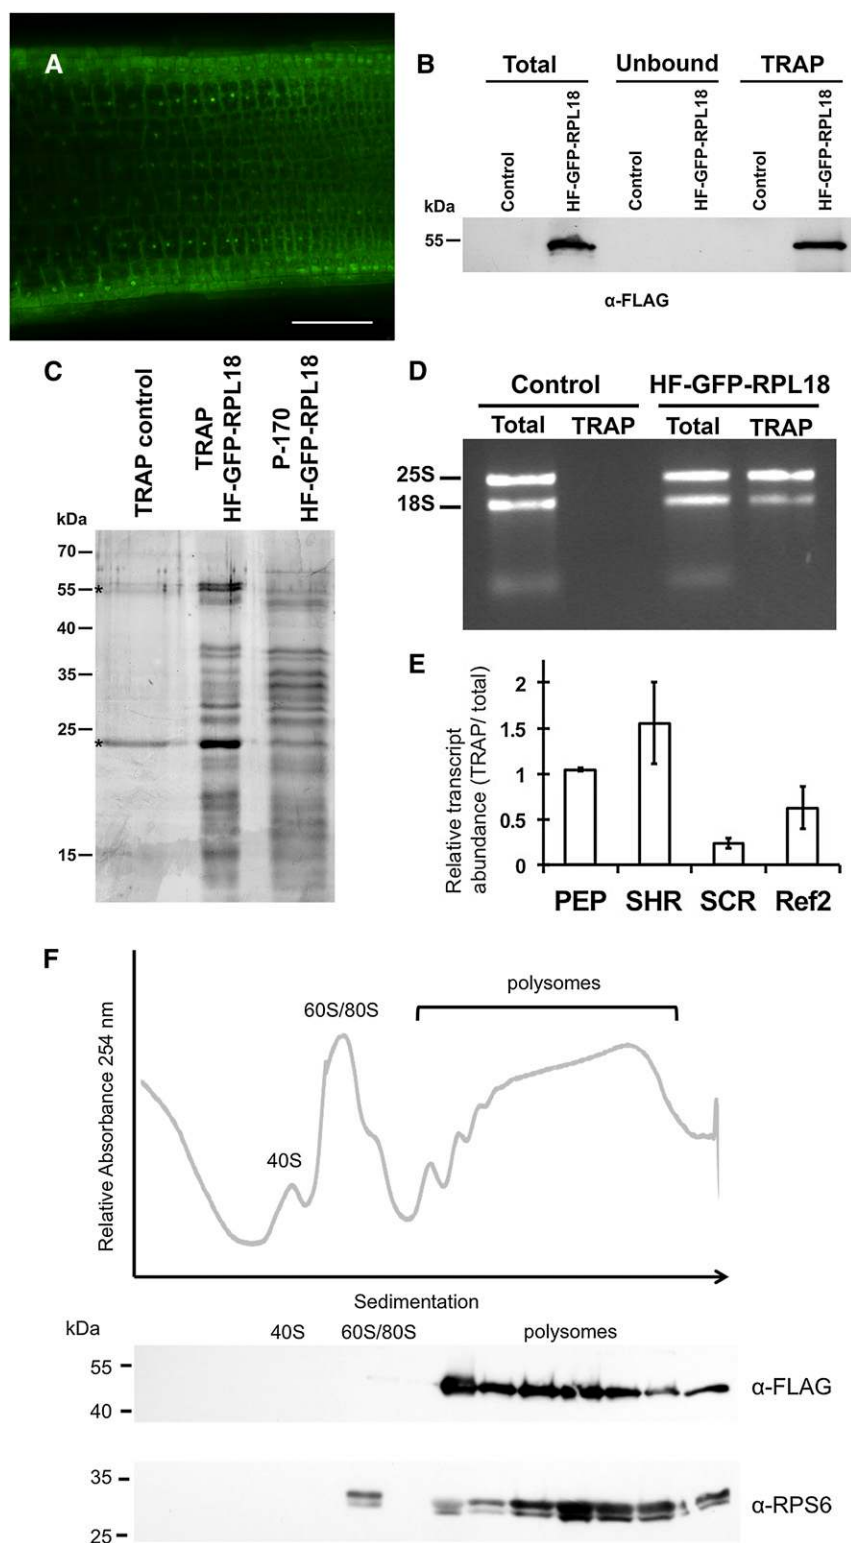 A
B
Total Unbound TRAP
Control
HF-GFP-RPL18
Control
HF-GFP-RPL18
Control
HF-GFP-RPL18
kDa
55
α-FLAG
C
TRAP control
TRAP
HF-GFP-RPL18
P-170
HF-GFP-RPL18
kDa
70
55 *
40
35
25
*
15
D
Control HF-GFP-RPL18
Total TRAP Total TRAP
25S
18S
E
Relative transcript
abundance (TRAP/ total)
2
1.5
1
0.5
0
PEP SHR SCR Ref2
F
Relative Absorbance 254 nm
40S
60S/80S
polysomes
Sedimentation
kDa 40S 60S/80S polysomes
55
40
α-FLAG
35
25
α-RPS6